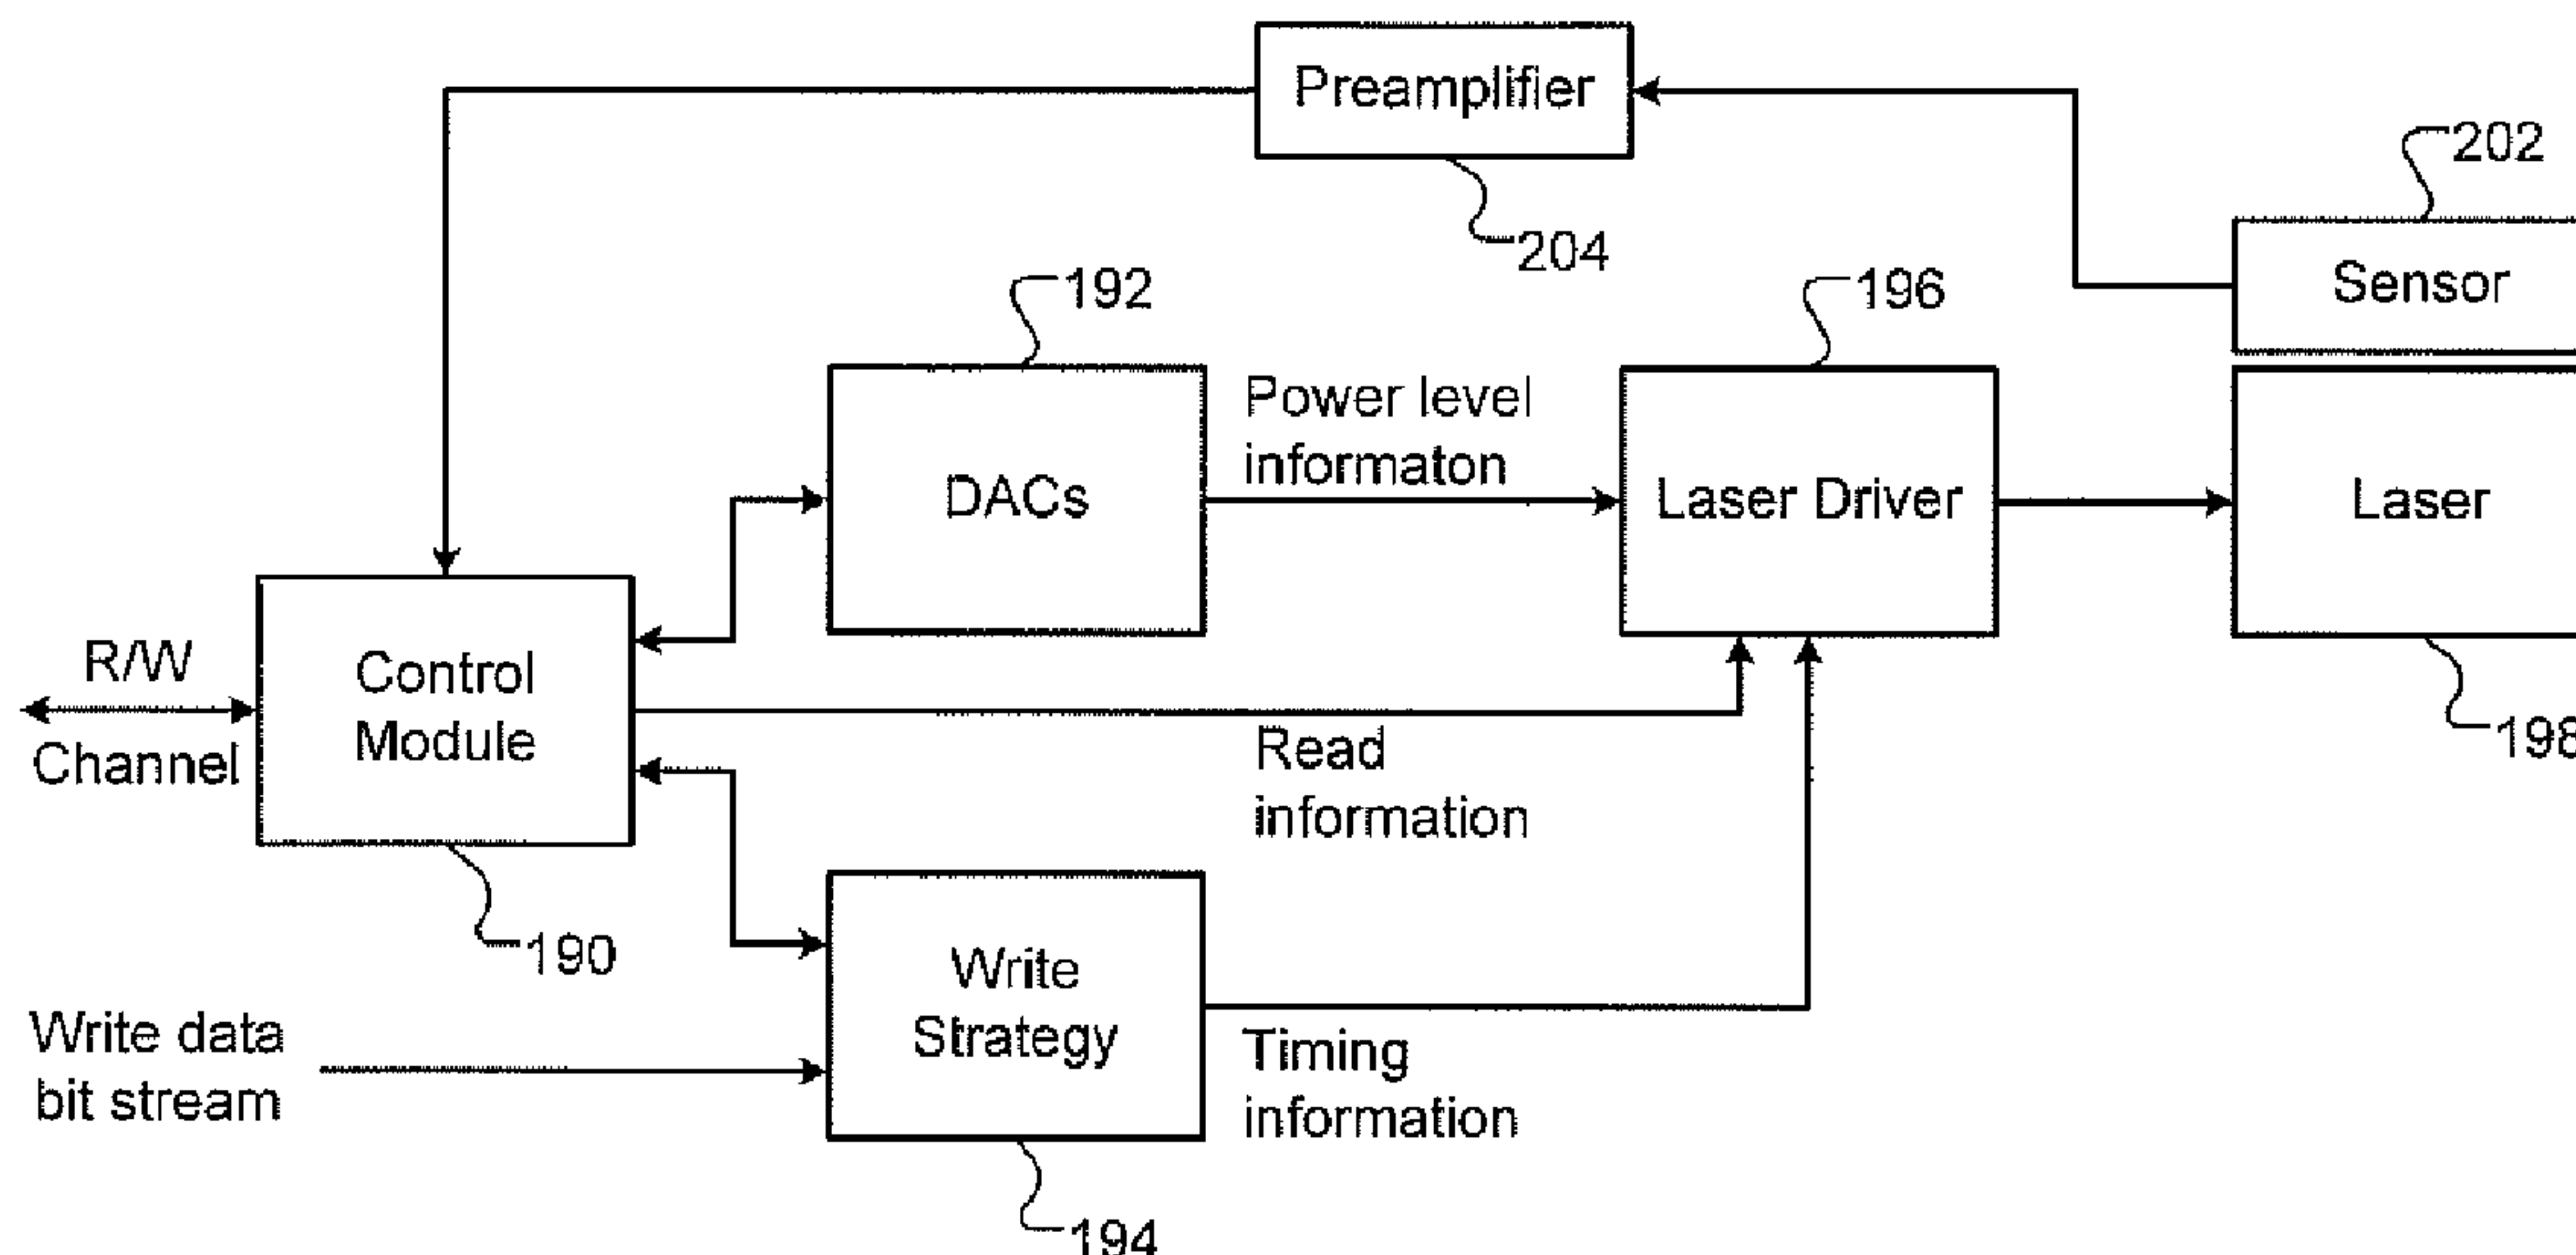 Preamplifier
202
204
Sensor
192
196
Power level
informaton
DACs
Laser Driver
Laser
R/W
Channel
Control
Module
Read
information
198
190
Write
Strategy
Write data
bit stream
Timing
information
194